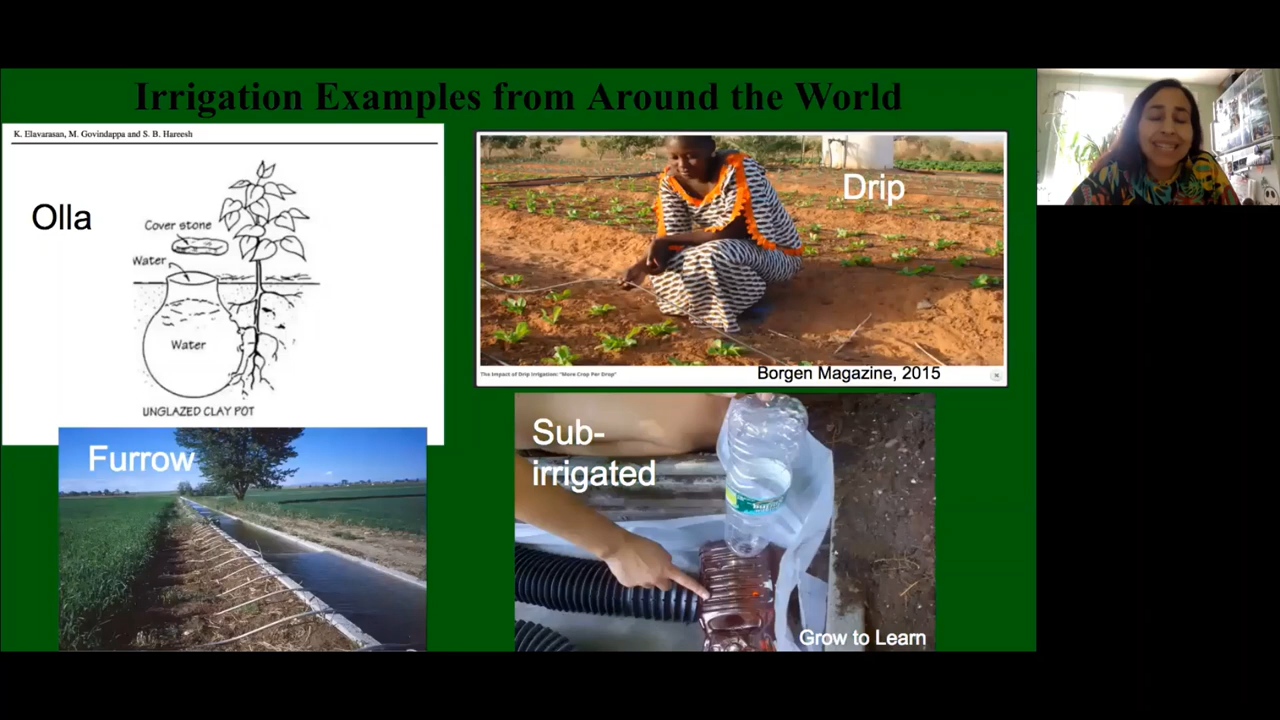 Irrigation Examples from Around the World
K. Elavarasan, M. Govindappa and S. B. Hareesh
Olla
Cover stone
Water
Water
UNGLAZED CLAY POT
Drip
The Impact of Drip Irrigation: "More Crop Per Drop"
Borgen Magazine, 2015
Furrow
Sub-
irrigated
Grow to Learn